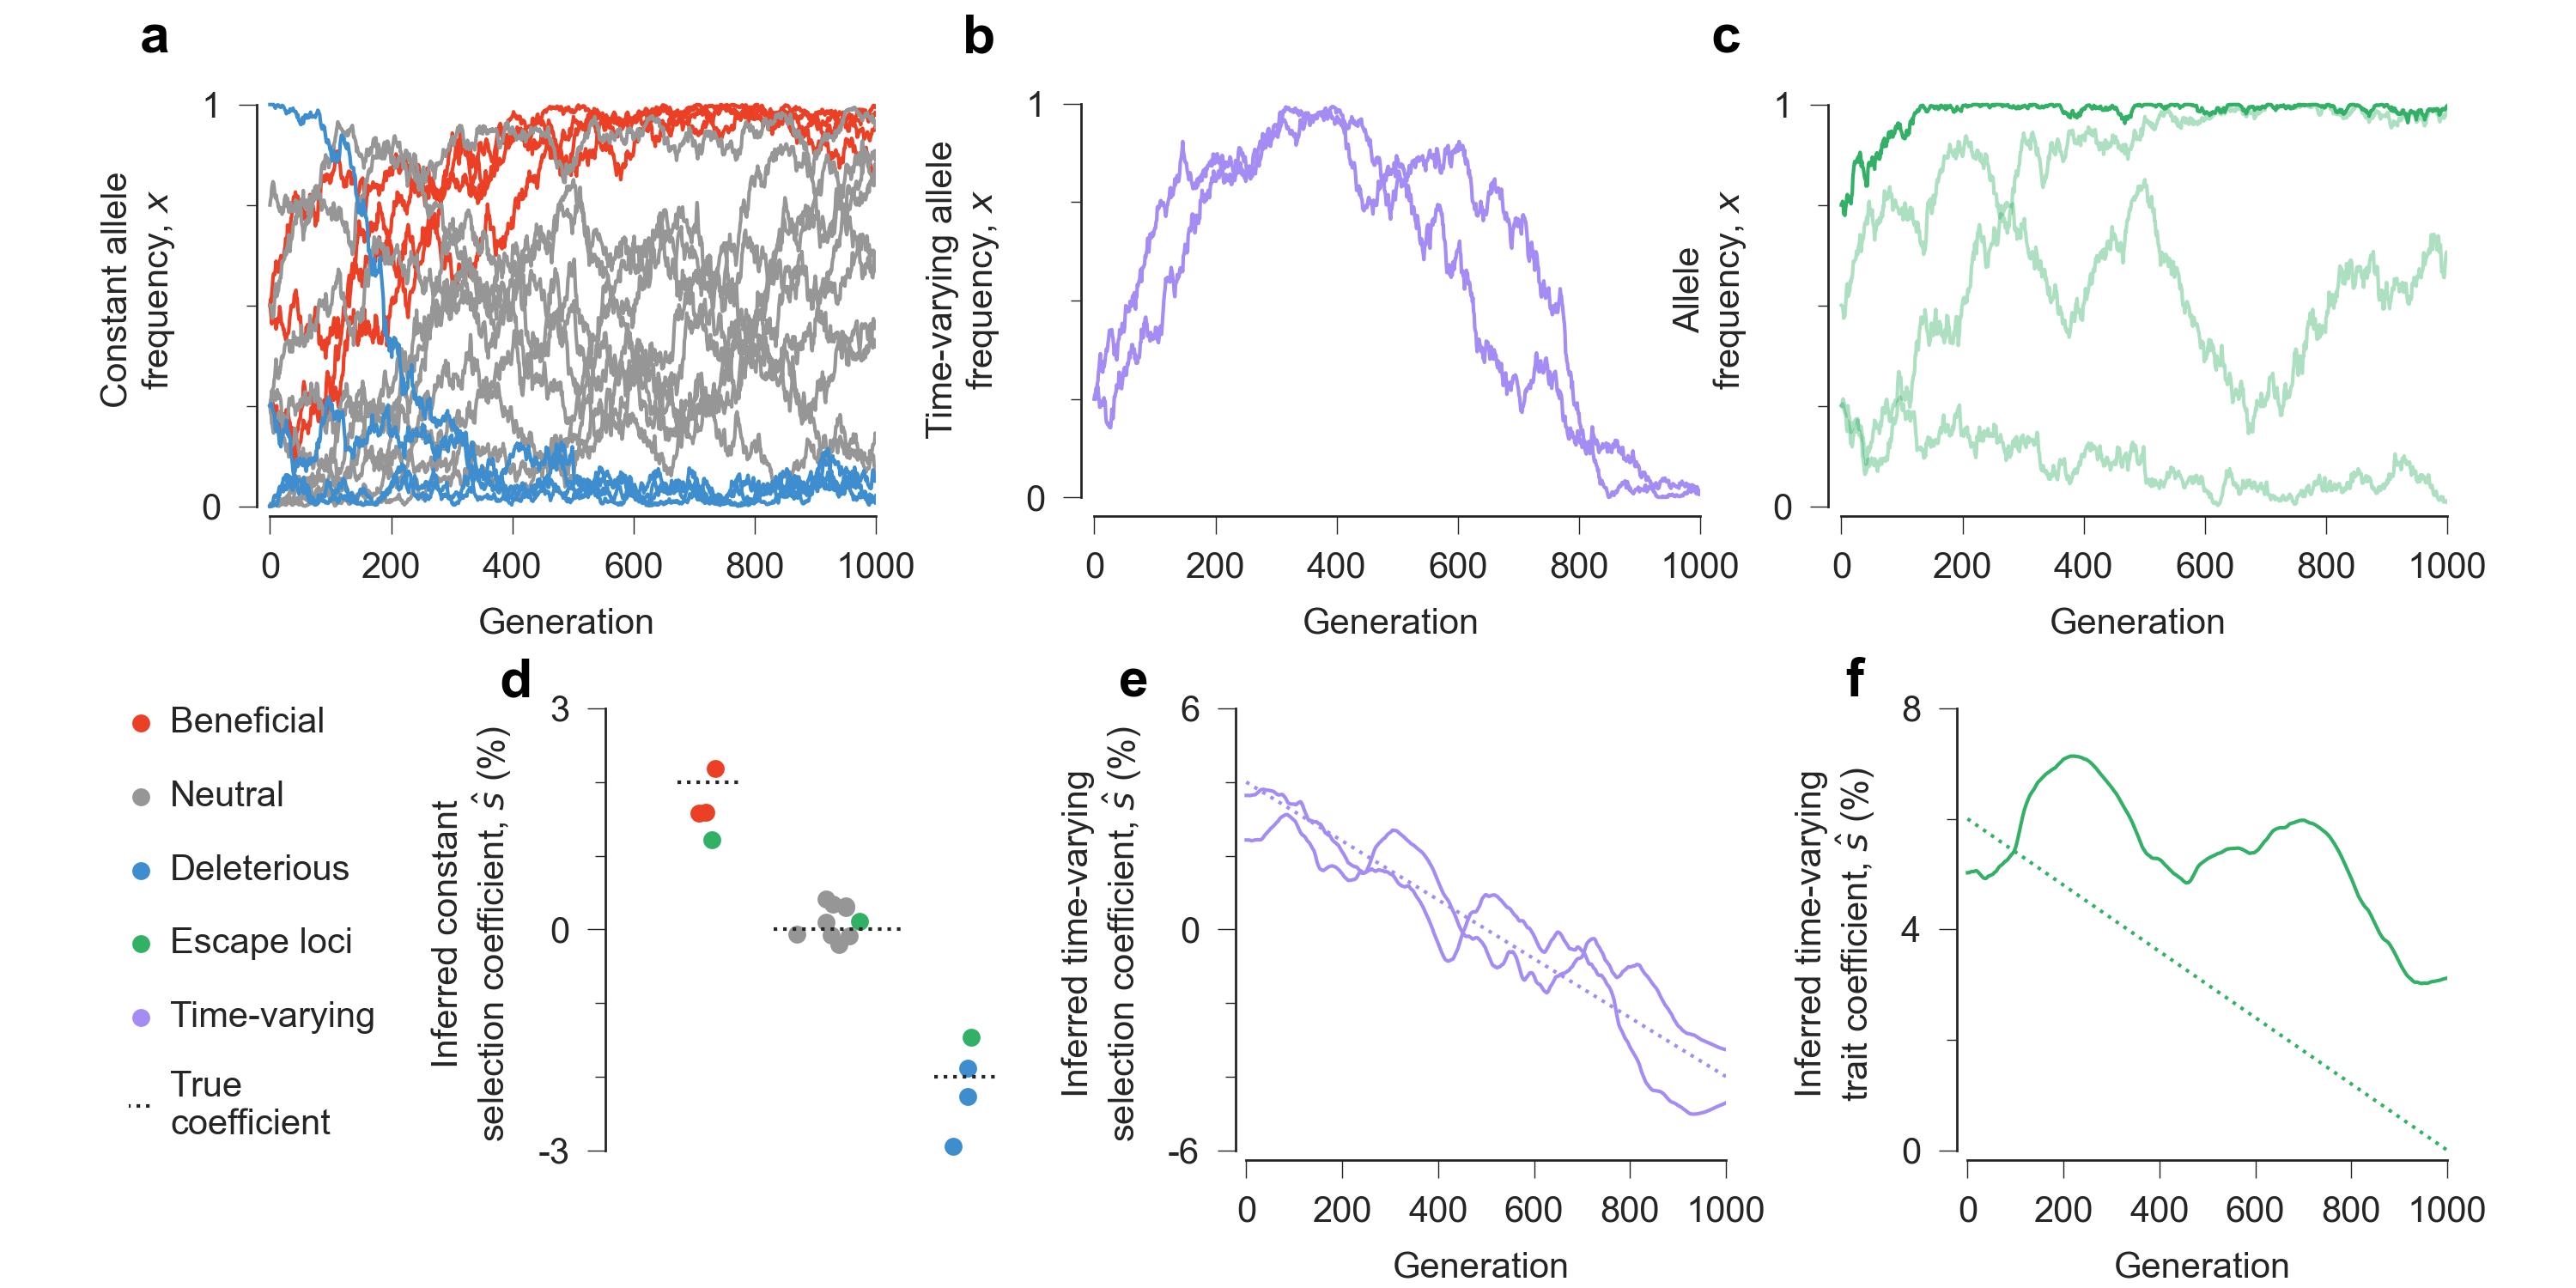 a
Constant allele
frequency, x
1
0
0 200 400 600 800 1000
Generation
b
Time-varying allele
frequency, x
1
0
0 200 400 600 800 1000
Generation
c
Allele
frequency, x
1
0
0 200 400 600 800 1000
Generation
Beneficial
Neutral
Deleterious
Escape loci
Time-varying
True
coefficient
d
Inferred constant
selection coefficient, ŝ (%)
3
0
-3
e
Inferred time-varying
selection coefficient, ŝ (%)
6
0
-6
0 200 400 600 800 1000
Generation
f
Inferred time-varying
trait coefficient, ŝ (%)
8
4
0
0 200 400 600 800 1000
Generation